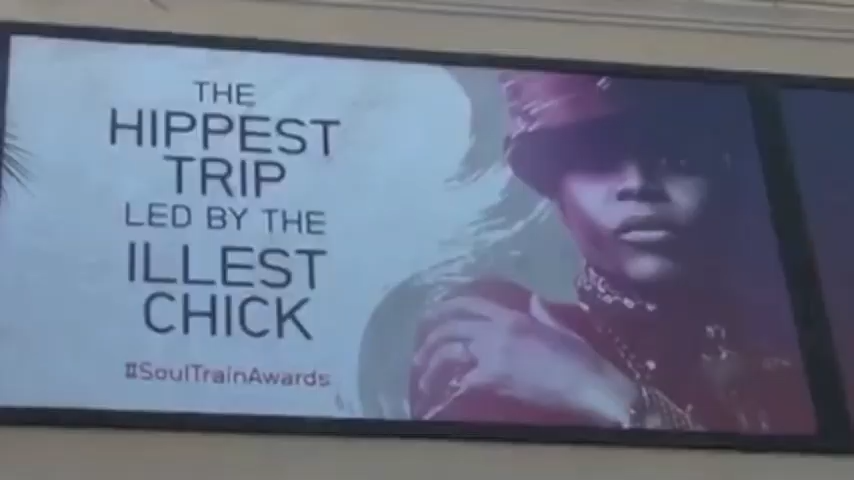 THE
HIPPEST
TRIP
LED BY THE
ILLEST
CHICK
#SoulTrainAwards